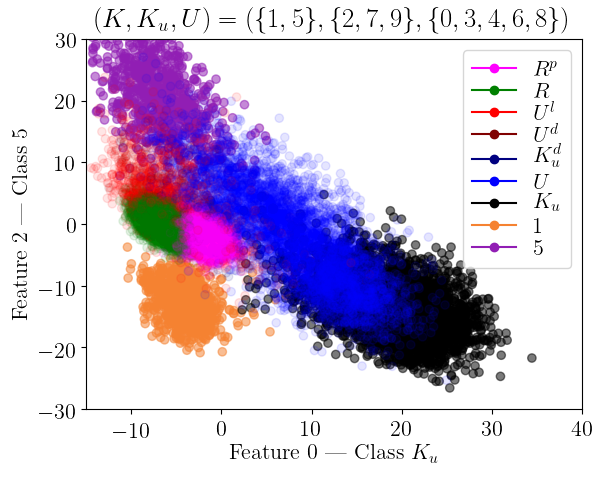 (K, K_u, U) = ({1, 5}, {2, 7, 9}, {0, 3, 4, 6, 8})
30
20
10
0
−10
−20
−30
Feature 2 — Class 5
R^p
R
U^l
U^d
K_u^d
U
K_u
1
5
−10
0
10
20
30
40
Feature 0 — Class K_u